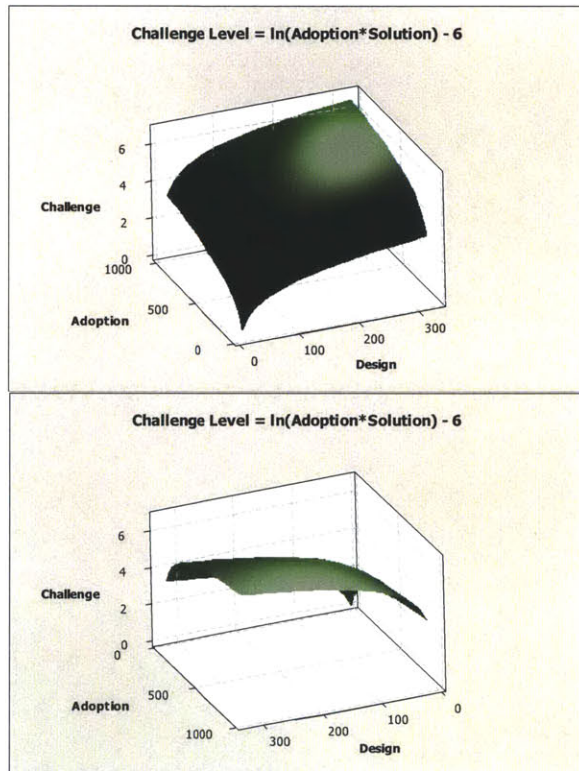 Challenge Level = ln(Adoption*Solution) - 6
6
4
Challenge
2
0
1000
Adoption
500
0
0
100
200
300
Design
Challenge Level = ln(Adoption*Solution) - 6
6
4
Challenge
2
0
0
500
Adoption
1000
300
200
100
0
Design